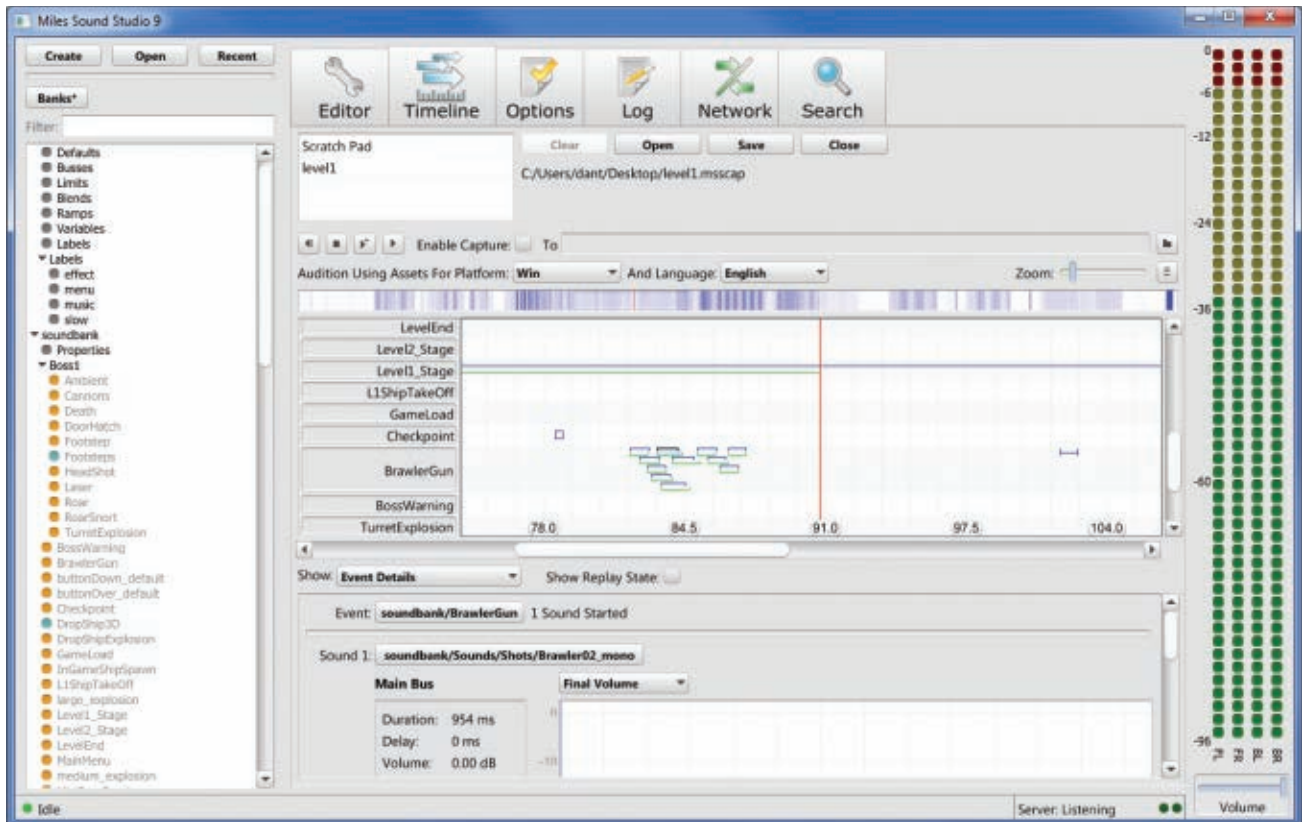 Miles Sound Studio 9
Create Open Recent
Banks*
Filter:
Defaults
Busses
Limits
Blends
Ramps
Variables
Labels
Labels
effect
menu
music
slow
soundbank
Properties
Boss1
Ambient
Cannons
Death
DoorHatch
Footstep
Footsteps
HeadShot
Laser
Roar
RoarSnort
TurretExplosion
BossWarning
BrawlerGun
buttonDown_default
buttonOver_default
Checkpoint
DropShip3D
DropShipExplosion
GameLoad
InGameShipSpawn
L1ShipTakeOff
large_explosion
Level1_Stage
Level2_Stage
LevelEnd
MainMenu
medium_explosion
Editor Timeline Options Log Network Search
Scratch Pad
level1
Clear Open Save Close
C:/Users/dant/Desktop/level1.msscap
Enable Capture: To
Audition Using Assets For Platform: Win And Language: English Zoom:
LevelEnd
Level2_Stage
Level1_Stage
L1ShipTakeOff
GameLoad
Checkpoint
BrawlerGun
BossWarning
TurretExplosion 78.0 84.5 91.0 97.5 104.0
Show: Event Details Show Replay State:
Event: soundbank/BrawlerGun 1 Sound Started
Sound 1: soundbank/Sounds/Shots/Brawler02_mono
Main Bus Final Volume
Duration: 954 ms 0
Delay: 0 ms
Volume: 0.00 dB -10
0
-6
-12
-24
-36
-60
-96
FL FR BL BR
Volume
Idle Server: Listening